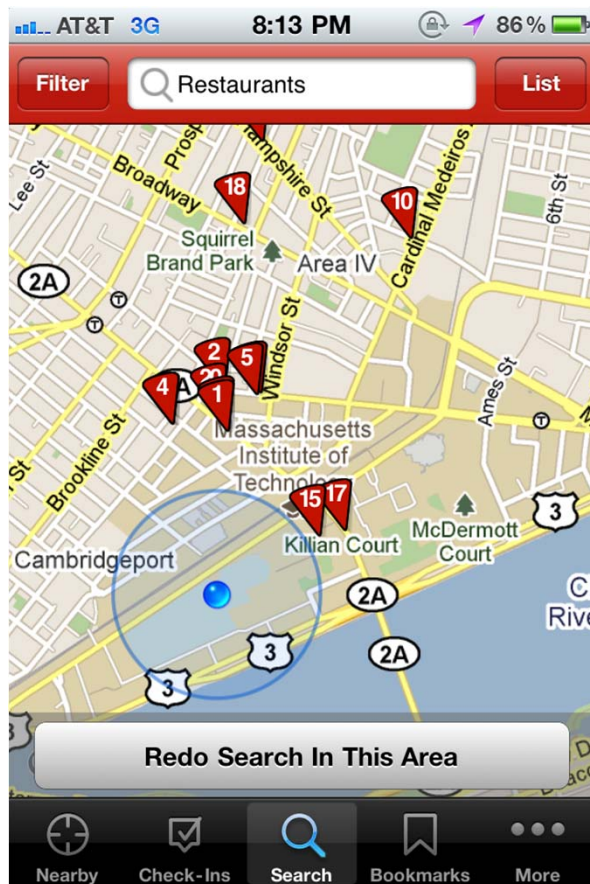 AT&T 3G 8:13 PM 86%
Filter Restaurants List
Hampshire St
Broadway
Cardinal Medeiros
Lee St
6th St
18
10
Squirrel
Brand Park
Area IV
2A
T
T
Windsor St
2
5
4
20
1
Ames St
T
Brookline St
Massachusetts
Institute of
15
17
3
Killian Court
McDermott
Court
Cambridgeport
2A
3
2A
3
3
Redo Search In This Area
Nearby Check-Ins Search Bookmarks More